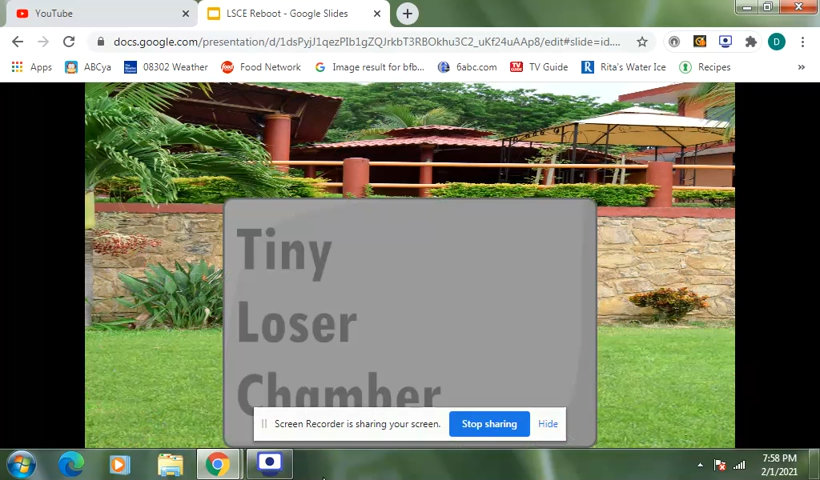 YouTube
LSCE Reboot - Google Slides
docs.google.com/presentation/d/1dsPyjJ1qezPIb1gZQJrkbT3RBOkhu3C2_uKf24uAAp8/edit#slide=id....
D
Apps
ABCya
08302 Weather
Food Network
Image result for bfb...
6abc.com
TV Guide
Rita's Water Ice
Recipes
Tiny
Loser
Chamber
Screen Recorder is sharing your screen.
Stop sharing
Hide
7:58 PM
2/1/2021